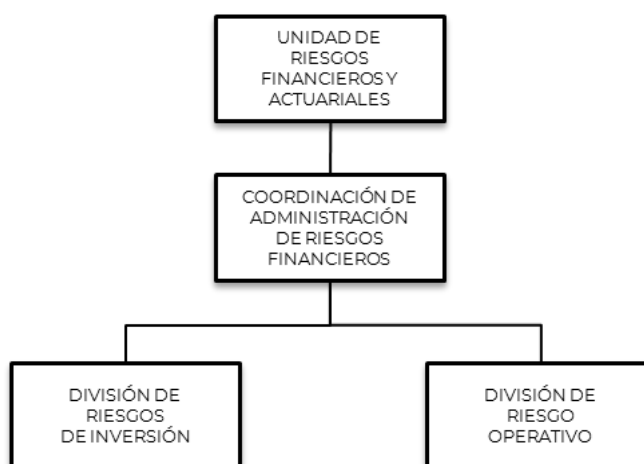 UNIDAD DE
RIESGOS
FINANCIEROS Y
ACTUARIALES
COORDINACIÓN DE
ADMINISTRACIÓN
DE RIESGOS
FINANCIEROS
DIVISIÓN DE
RIESGOS
DE INVERSIÓN
DIVISIÓN DE
RIESGO
OPERATIVO